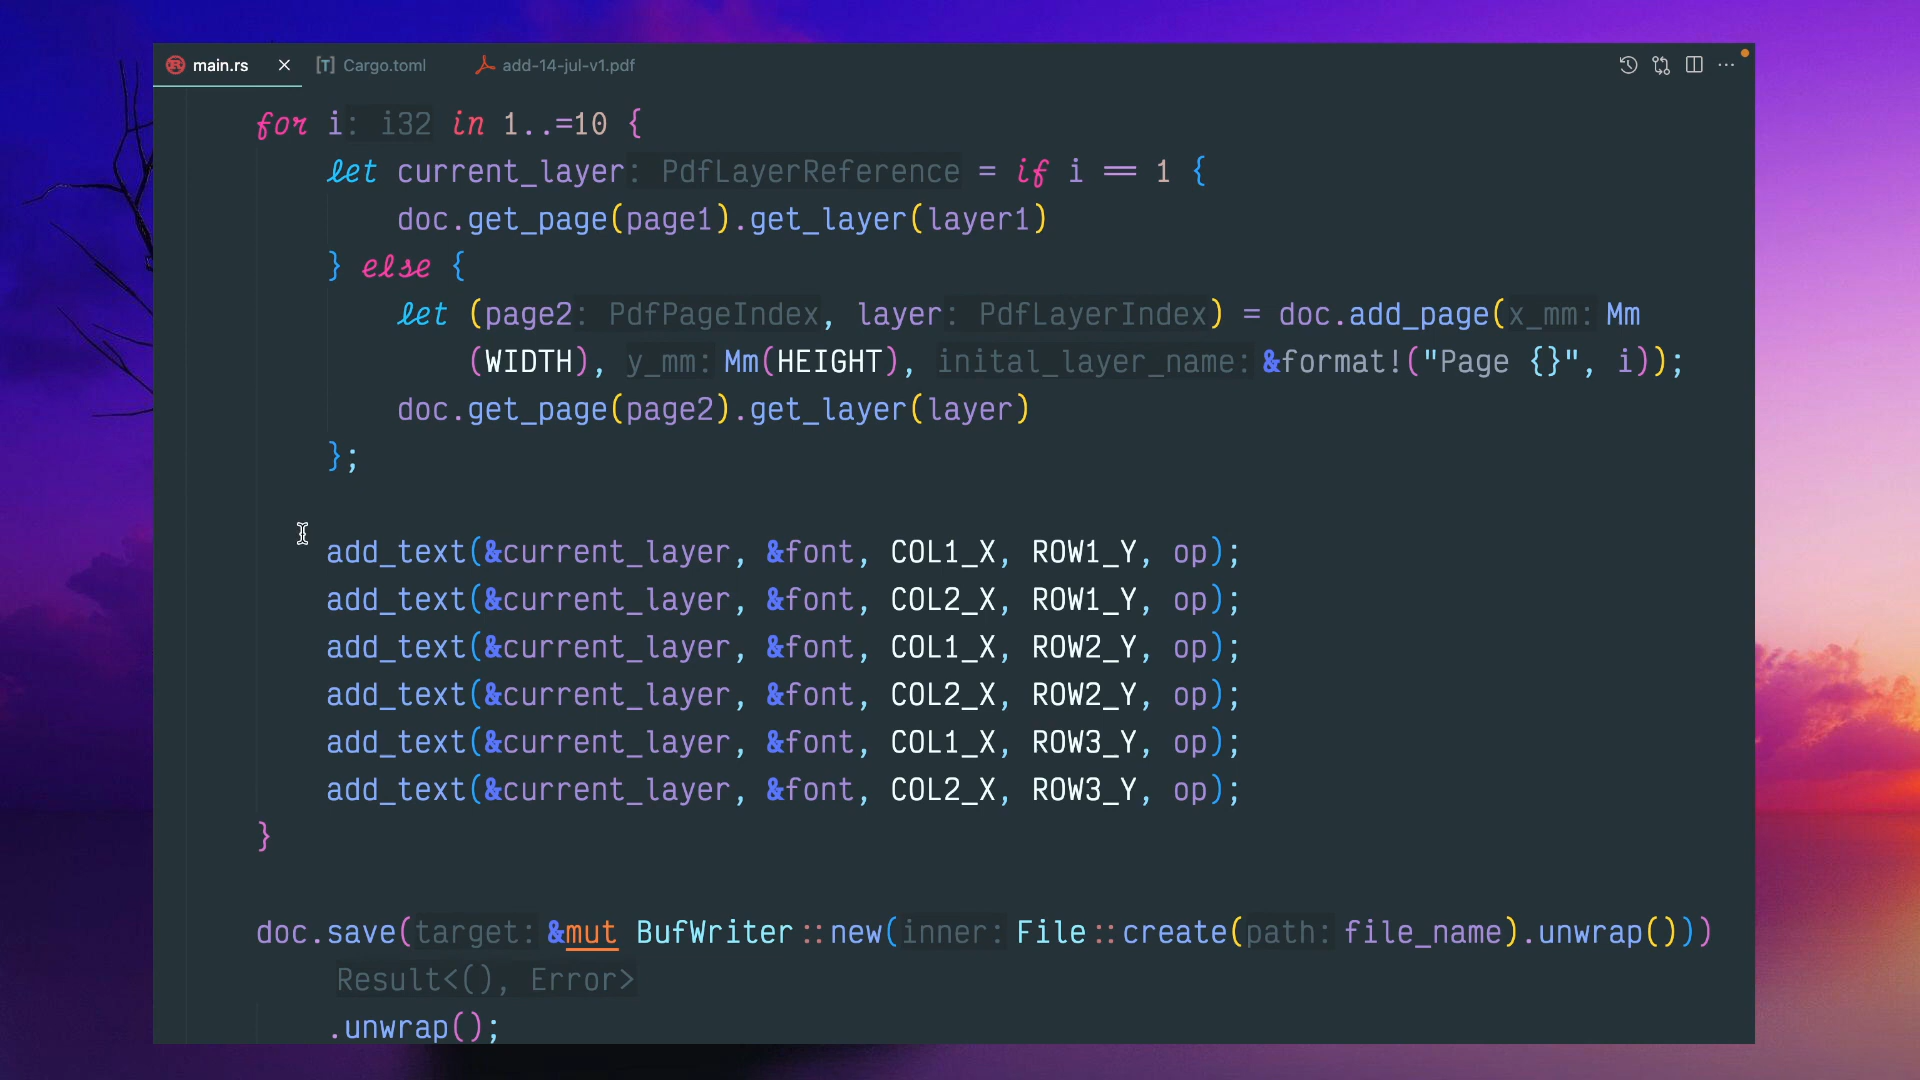 main.rs Cargo.toml add-14-jul-v1.pdf
for i: i32 in 1..=10 {
let current_layer: PdfLayerReference = if i == 1 {
doc.get_page(page1).get_layer(layer1)
} else {
let (page2: PdfPageIndex, layer: PdfLayerIndex) = doc.add_page(x_mm: Mm
(WIDTH), y_mm: Mm(HEIGHT), inital_layer_name: &format!("Page {}", i));
doc.get_page(page2).get_layer(layer)
};
add_text(&current_layer, &font, COL1_X, ROW1_Y, op);
add_text(&current_layer, &font, COL2_X, ROW1_Y, op);
add_text(&current_layer, &font, COL1_X, ROW2_Y, op);
add_text(&current_layer, &font, COL2_X, ROW2_Y, op);
add_text(&current_layer, &font, COL1_X, ROW3_Y, op);
add_text(&current_layer, &font, COL2_X, ROW3_Y, op);
}
doc.save(target: &mut BufWriter::new(inner: File::create(path: file_name).unwrap()))
Result<(), Error>
.unwrap();